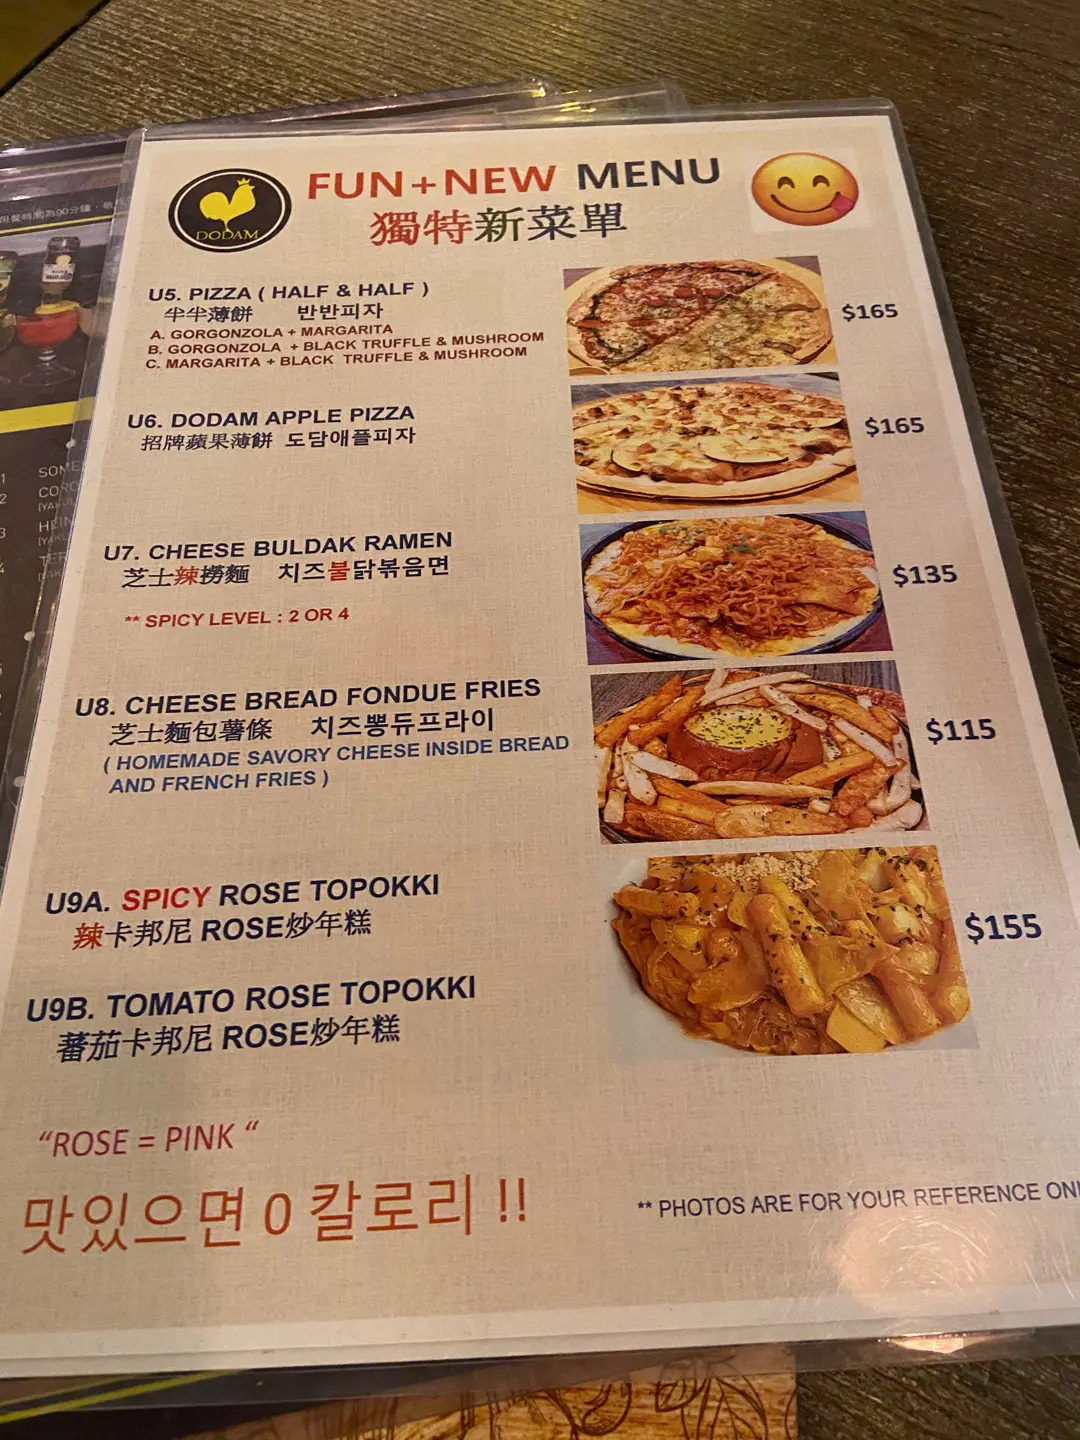 DODAM
FUN+NEW MENU
獨特新菜單
U5. PIZZA ( HALF & HALF )
半半薄餅 반반피자
A. GORGONZOLA + MARGARITA
B. GORGONZOLA + BLACK TRUFFLE & MUSHROOM
C. MARGARITA + BLACK TRUFFLE & MUSHROOM
$165
U6. DODAM APPLE PIZZA
招牌蘋果薄餅 도담애플피자
$165
U7. CHEESE BULDAK RAMEN
芝士辣撈麵 치즈불닭볶음면
** SPICY LEVEL : 2 OR 4
$135
U8. CHEESE BREAD FONDUE FRIES
芝士麵包薯條 치즈뽕듀프라이
( HOMEMADE SAVORY CHEESE INSIDE BREAD
AND FRENCH FRIES )
$115
U9A. SPICY ROSE TOPOKKI
辣卡邦尼 ROSE炒年糕
$155
U9B. TOMATO ROSE TOPOKKI
蕃茄卡邦尼 ROSE炒年糕
“ROSE = PINK “
맛있으면 0 칼로리 !!
** PHOTOS ARE FOR YOUR REFERENCE